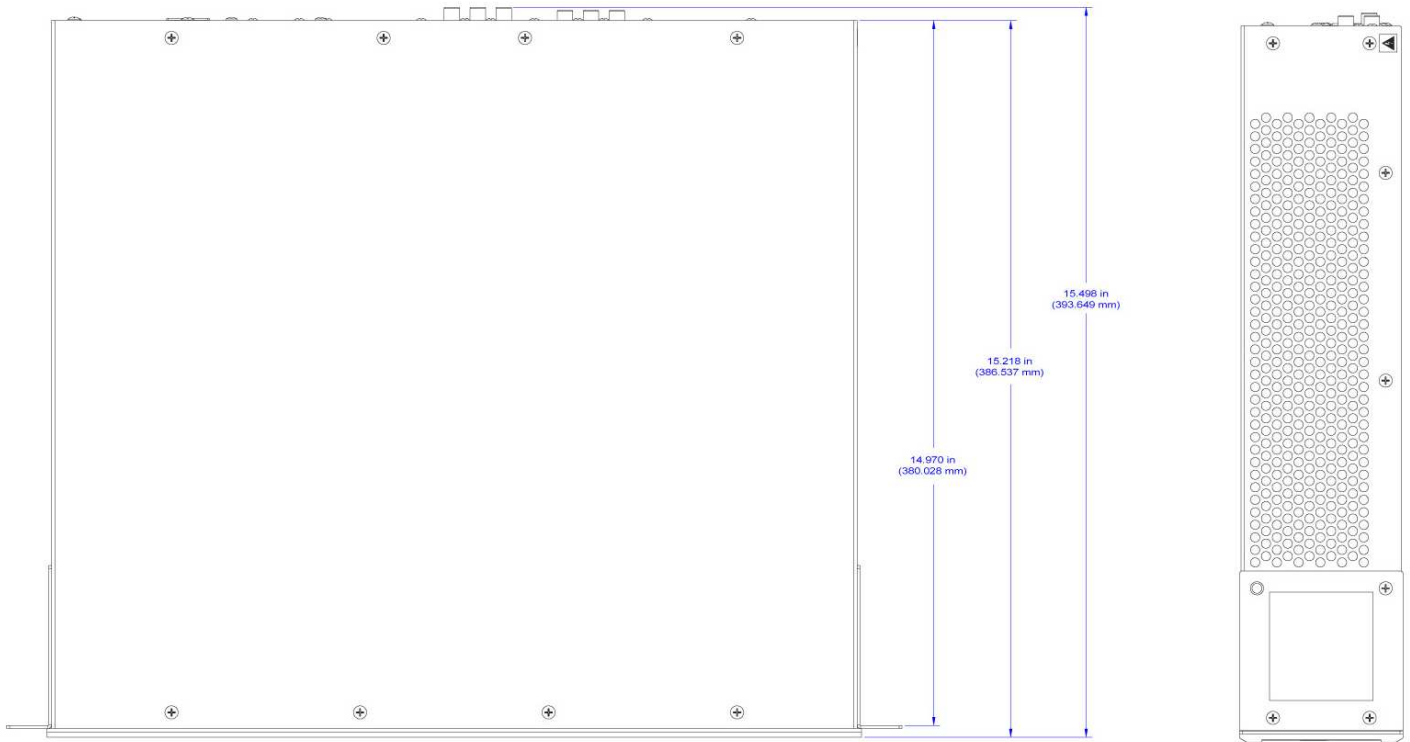 15.498 in
(393.649 mm)
15.218 in
(386.537 mm)
14.970 in
(380.028 mm)